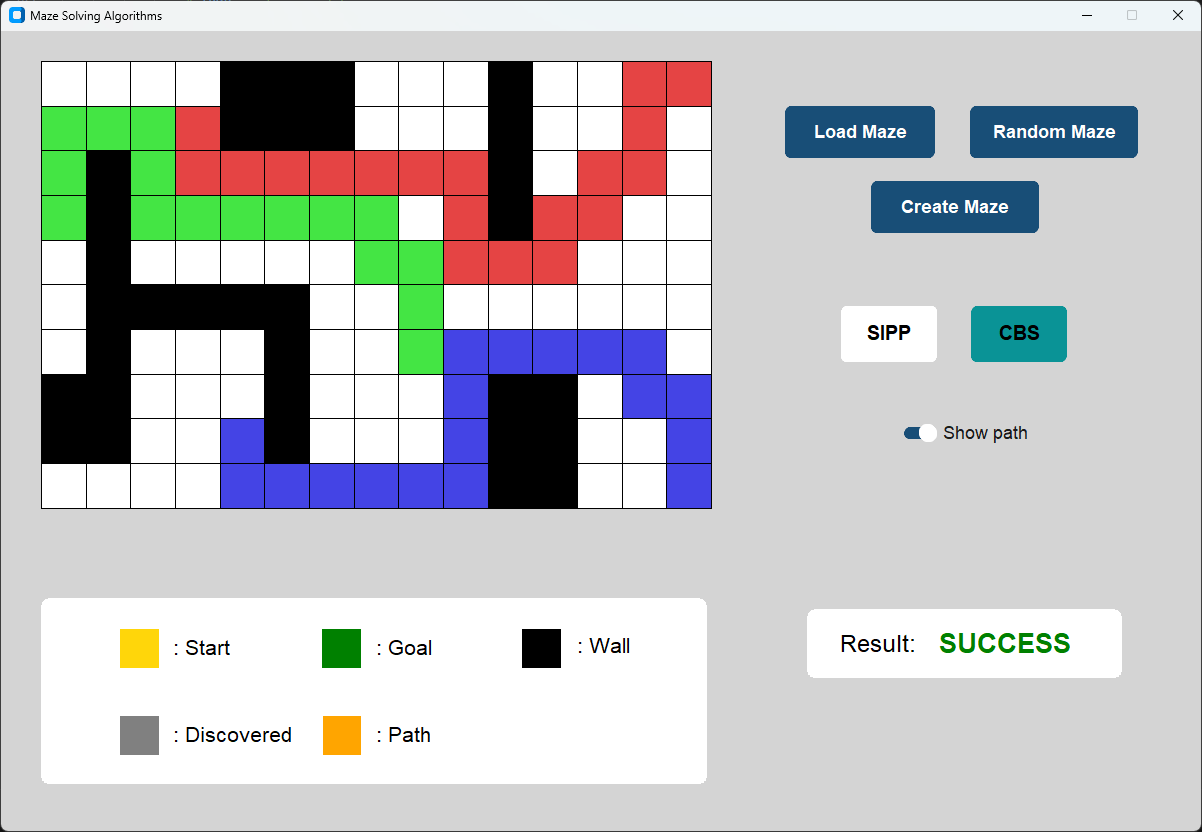 Maze Solving Algorithms
Load Maze
Random Maze
Create Maze
SIPP
CBS
Show path
: Start
: Goal
: Wall
: Discovered
: Path
Result: SUCCESS